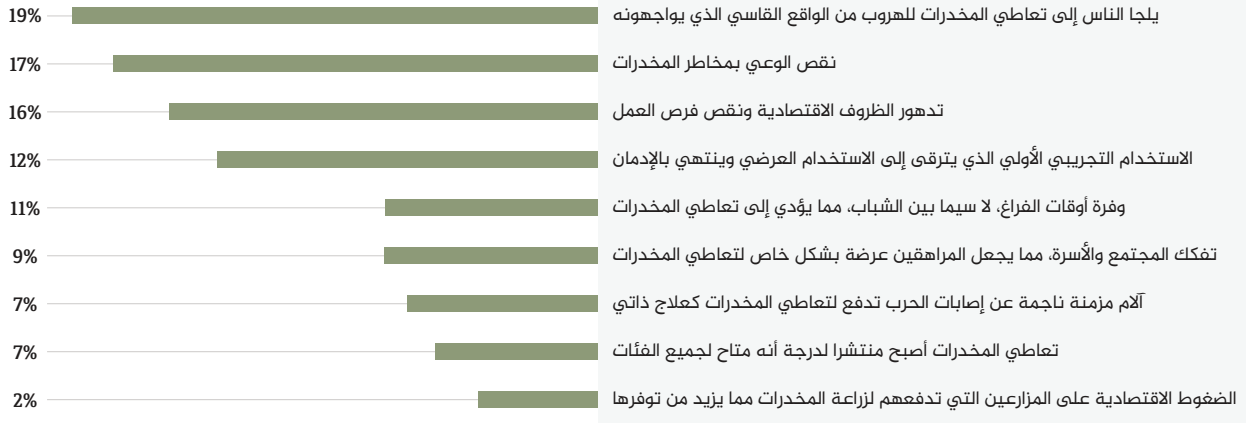 يلجا الناس إلى تعاطي المخدرات للهروب من الواقع القاسي الذي يواجهونه 19%
نقص الوعي بمخاطر المخدرات 17%
تدهور الظروف الاقتصادية ونقص فرص العمل 16%
الاستخدام التجريبي الأولي الذي يترقى إلى الاستخدام العرضي وينتهي بالإدمان 12%
وفرة أوقات الفراغ، لا سيما بين الشباب، مما يؤدي إلى تعاطي المخدرات 11%
تفكك المجتمع والأسرة، مما يجعل المراهقين عرضة بشكل خاص لتعاطي المخدرات 9%
آلام مزمنة ناجمة عن إصابات الحرب تدفع لتعاطي المخدرات كعلاج ذاتي 7%
تعاطي المخدرات أصبح منتشرا لدرجة أنه متاح لجميع الفئات 7%
الضغوط الاقتصادية على المزارعين التي تدفعهم لزراعة المخدرات مما يزيد من توفرها 2%